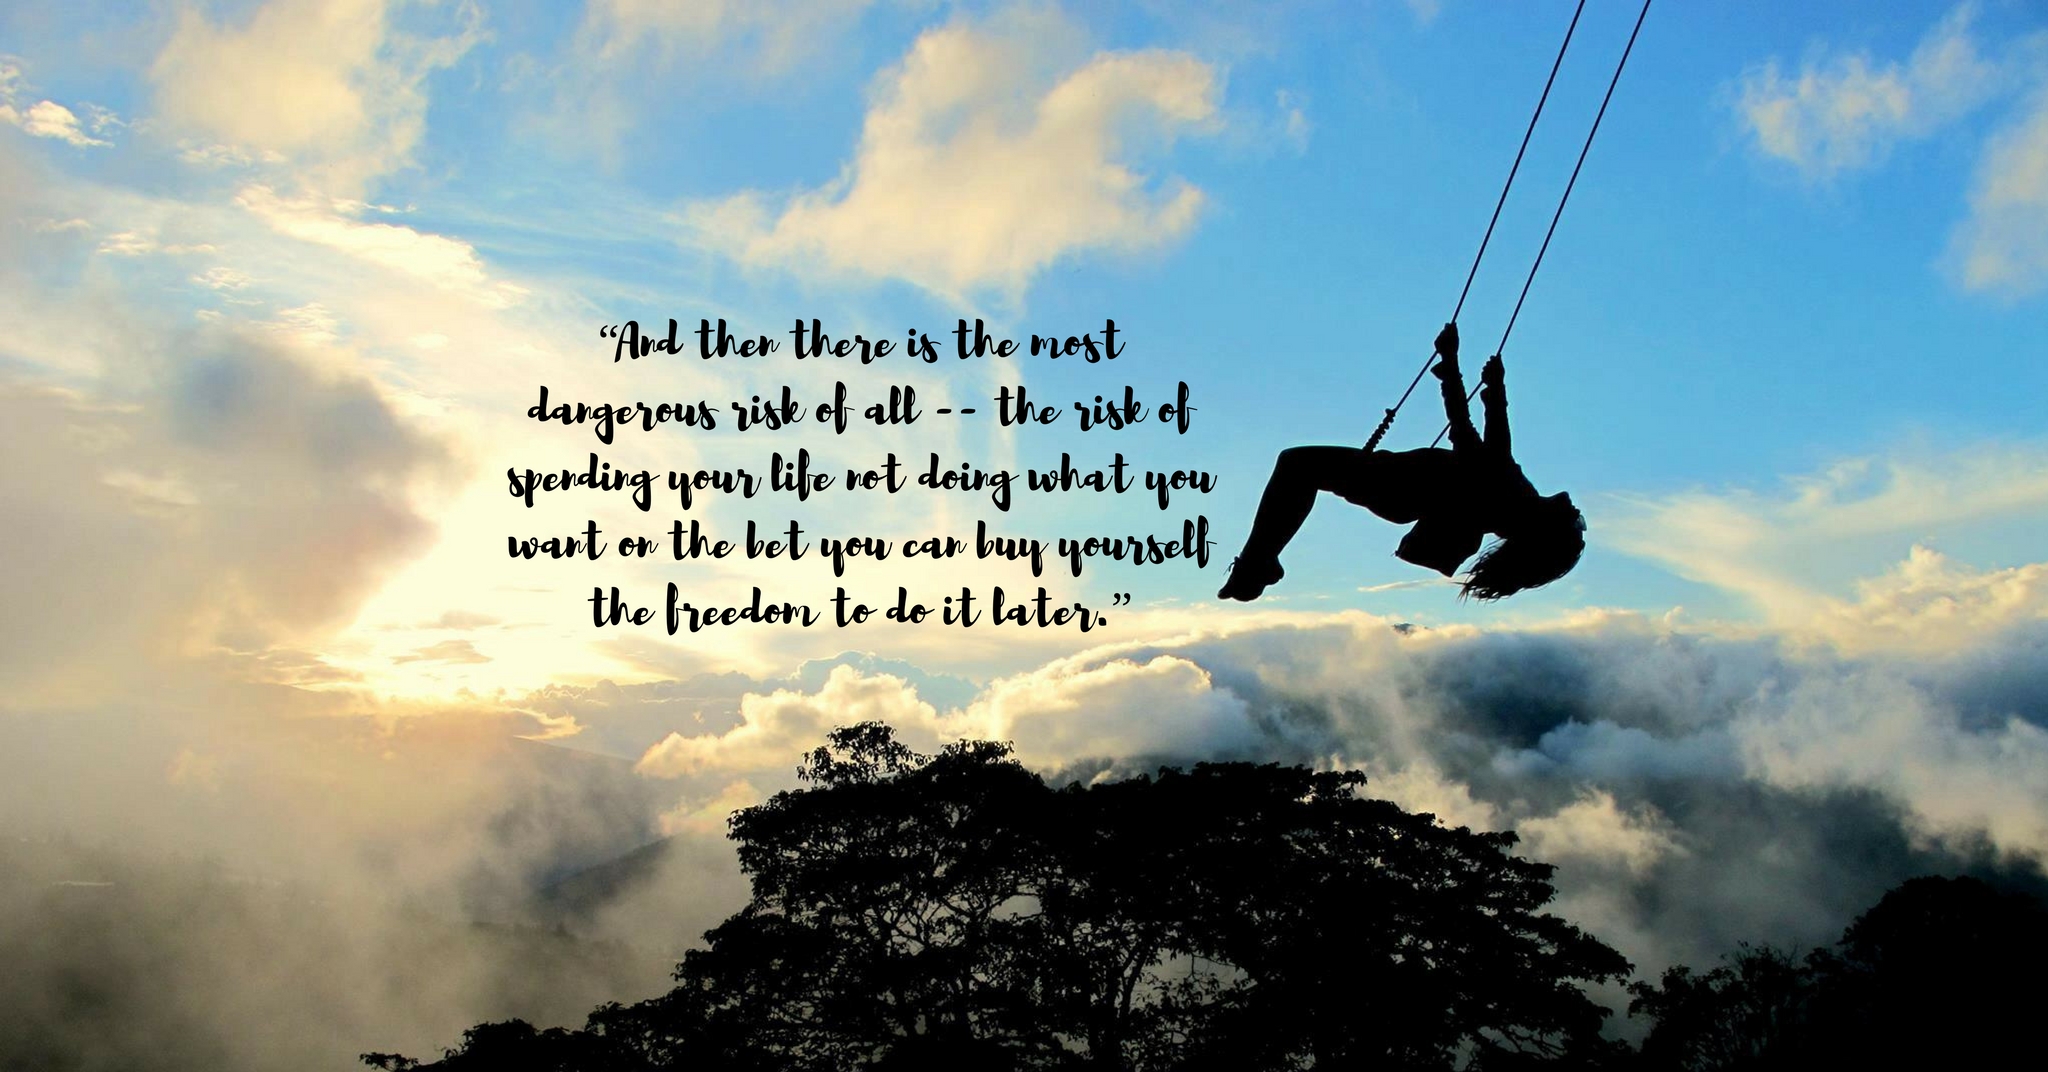 “And then there is the most
dangerous risk of all -- the risk of
spending your life not doing what you
want on the bet you can buy yourself
the freedom to do it later.”